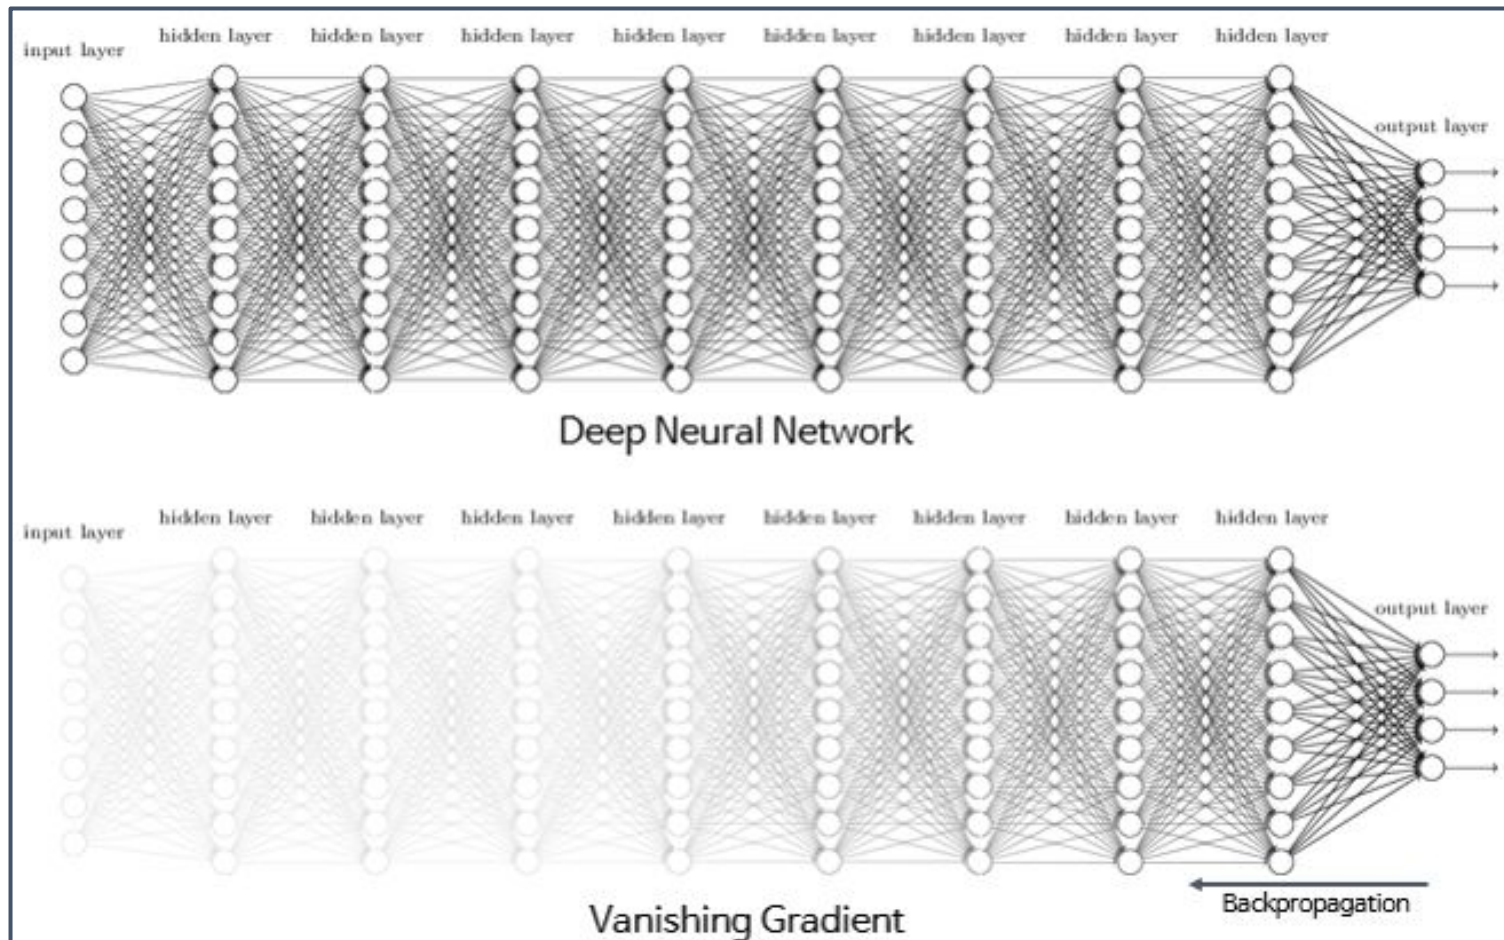 input layer hidden layer hidden layer hidden layer hidden layer hidden layer hidden layer hidden layer hidden layer
output layer
Deep Neural Network
input layer hidden layer hidden layer hidden layer hidden layer hidden layer hidden layer hidden layer hidden layer
output layer
Backpropagation
Vanishing Gradient